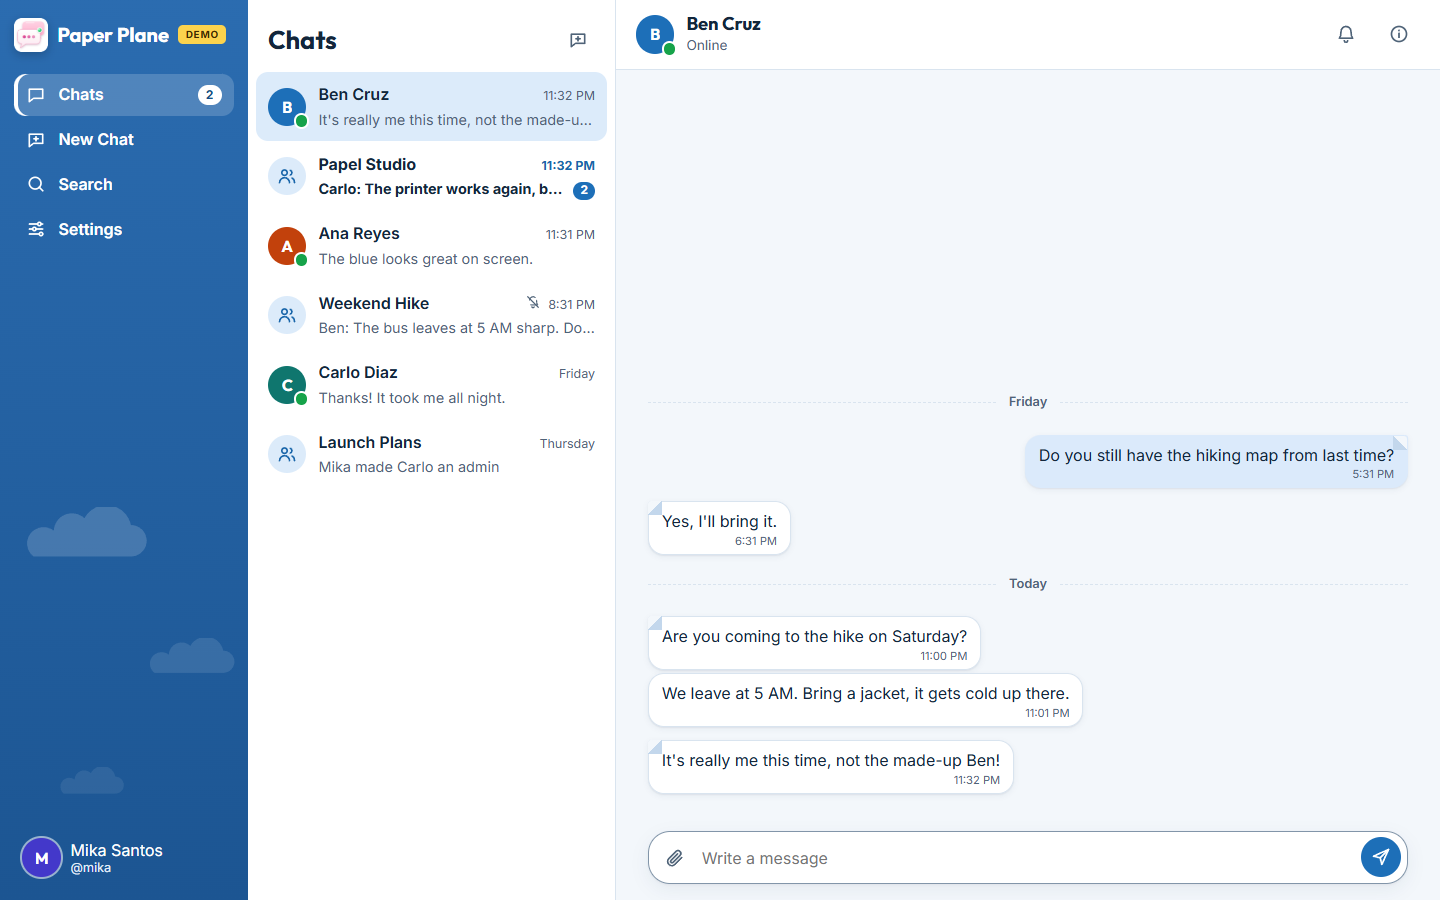 Paper Plane DEMO
Chats 2
New Chat
Search
Settings
M
Mika Santos
@mika
Chats
B
Ben Cruz 11:32 PM
It's really me this time, not the made-u...
Papel Studio 11:32 PM
Carlo: The printer works again, b... 2
A
Ana Reyes 11:31 PM
The blue looks great on screen.
Weekend Hike 8:31 PM
Ben: The bus leaves at 5 AM sharp. Do...
C
Carlo Diaz Friday
Thanks! It took me all night.
Launch Plans Thursday
Mika made Carlo an admin
B
Ben Cruz
Online
Friday
Do you still have the hiking map from last time?
5:31 PM
Yes, I'll bring it.
6:31 PM
Today
Are you coming to the hike on Saturday?
11:00 PM
We leave at 5 AM. Bring a jacket, it gets cold up there.
11:01 PM
It's really me this time, not the made-up Ben!
11:32 PM
Write a message